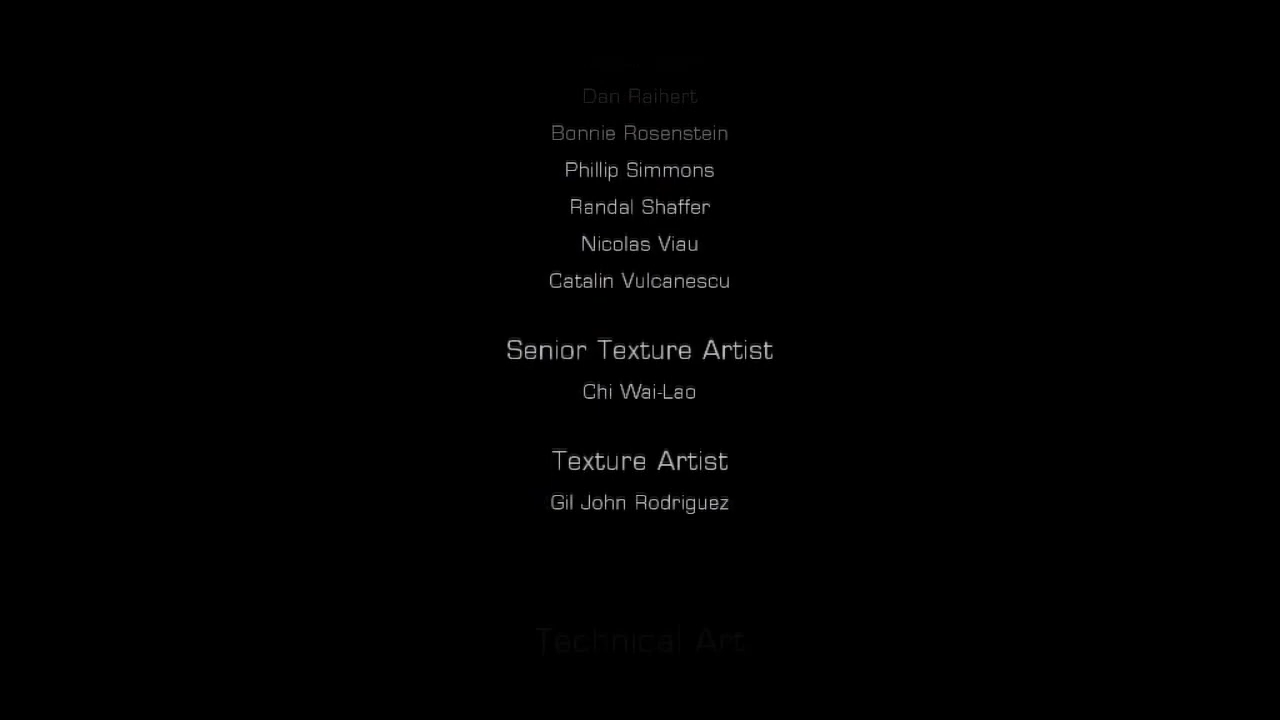 Dan Raihert
Bonnie Rosenstein
Phillip Simmons
Randal Shaffer
Nicolas Viau
Catalin Vulcanescu
Senior Texture Artist
Chi Wai-Lao
Texture Artist
Gil John Rodriguez
Technical Art